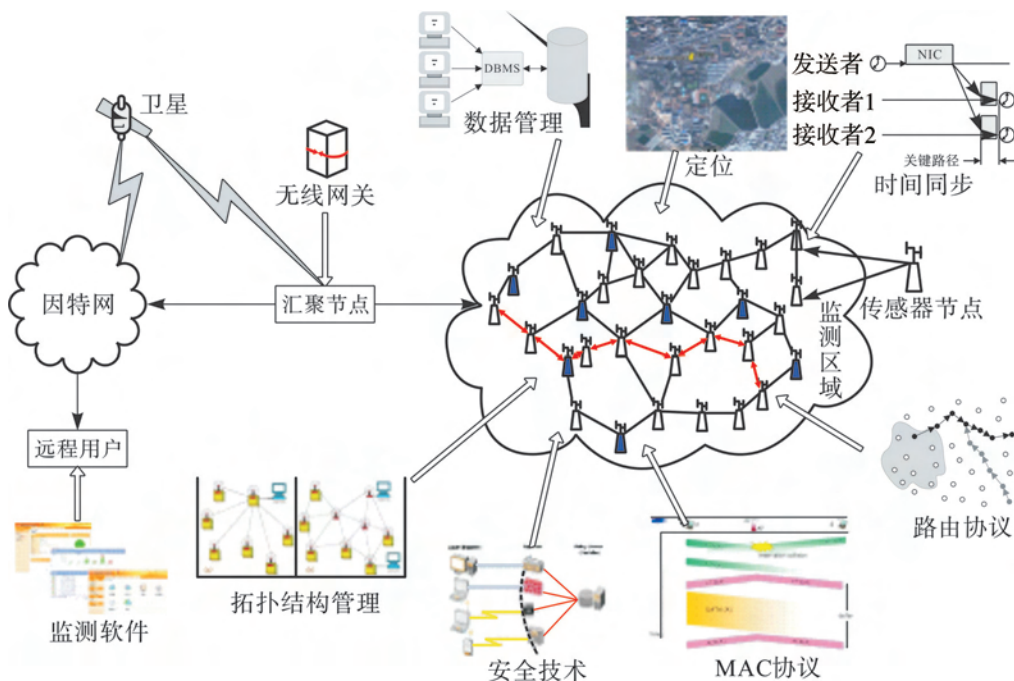 DBMS
数据管理
定位
NIC
发送者
接收者1
接收者2
关键路径
时间同步
卫星
无线网关
因特网
汇聚节点
传感器节点
监测区域
远程用户
监测软件
拓扑结构管理
安全技术
MAC协议
路由协议